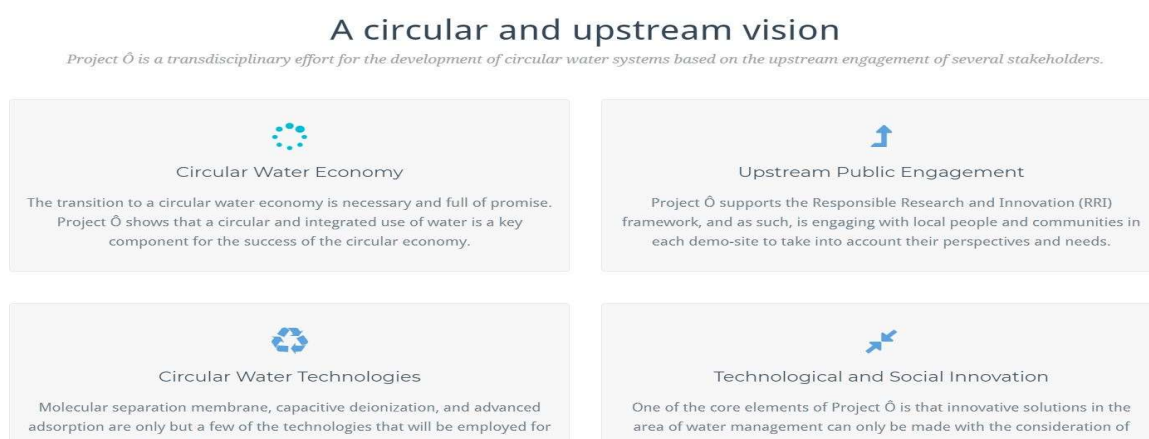 A circular and upstream vision
Project Ô is a transdisciplinary effort for the development of circular water systems based on the upstream engagement of several stakeholders.
Circular Water Economy
The transition to a circular water economy is necessary and full of promise.
Project Ô shows that a circular and integrated use of water is a key
component for the success of the circular economy.
Upstream Public Engagement
Project Ô supports the Responsible Research and Innovation (RRI)
framework, and as such, is engaging with local people and communities in
each demo-site to take into account their perspectives and needs.
Circular Water Technologies
Molecular separation membrane, capacitive deionization, and advanced
adsorption are only but a few of the technologies that will be employed for
Technological and Social Innovation
One of the core elements of Project Ô is that innovative solutions in the
area of water management can only be made with the consideration of